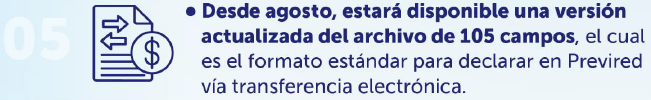 05
• Desde agosto, estará disponible una versión
actualizada del archivo de 105 campos, el cual
es el formato estándar para declarar en Previred
vía transferencia electrónica.
$